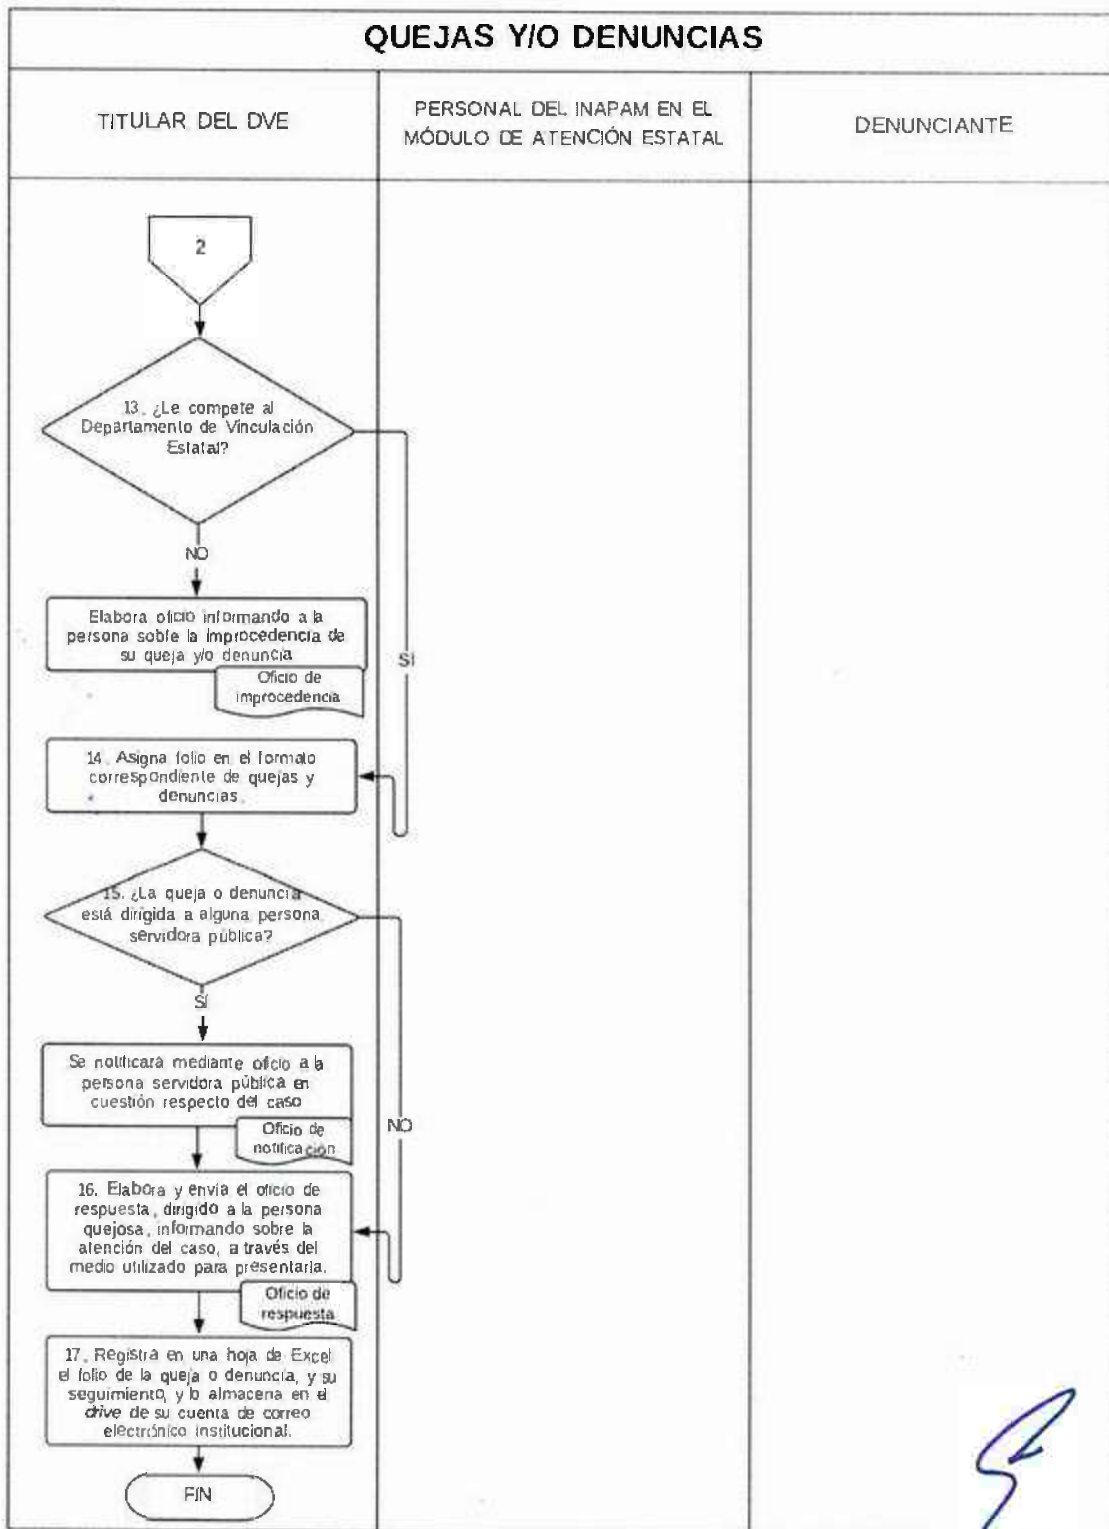 QUEJAS Y/O DENUNCIAS
TITULAR DEL DVE
PERSONAL DEL INAPAM EN EL
MÓDULO DE ATENCIÓN ESTATAL
DENUNCIANTE
2
13. ¿Le compete al
Departamento de Vinculación
Estatal?
NO
SÍ
Elabora oficio informando a la
persona sobre la improcedencia de
su queja y/o denuncia
Oficio de
improcedencia
14. Asigna folio en el formato
correspondiente de quejas y
denuncias.
15. ¿La queja o denuncia
está dirigida a alguna persona
servidora pública?
SÍ
NO
Se notificará mediante oficio a la
persona servidora pública en
cuestión respecto del caso
Oficio de
notificación
16. Elabora y envía el oficio de
respuesta, dirigido a la persona
quejosa, informando sobre la
atención del caso, a través del
medio utilizado para presentarla.
Oficio de
respuesta
17. Registra en una hoja de Excel
el folio de la queja o denuncia, y su
seguimiento, y lo almacena en el
drive de su cuenta de correo
electrónico institucional.
FIN